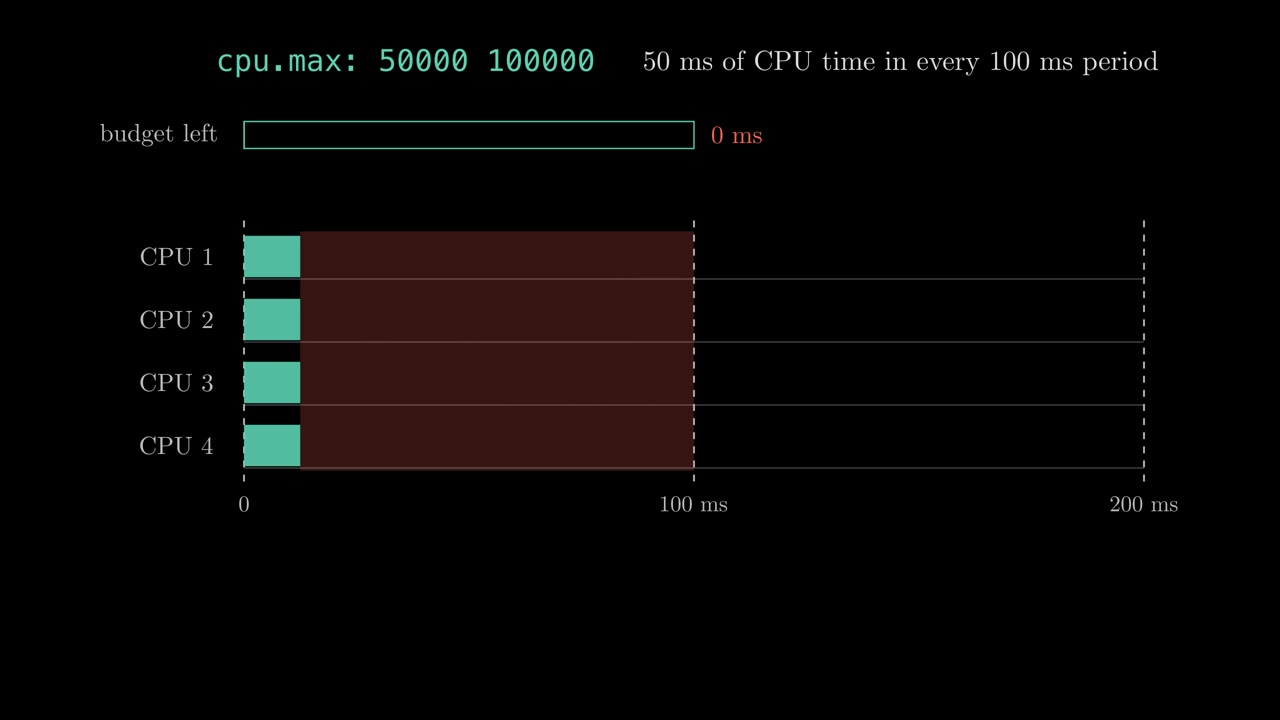 cpu.max: 50000 100000 50 ms of CPU time in every 100 ms period
budget left 0 ms
CPU 1
CPU 2
CPU 3
CPU 4
0 100 ms 200 ms